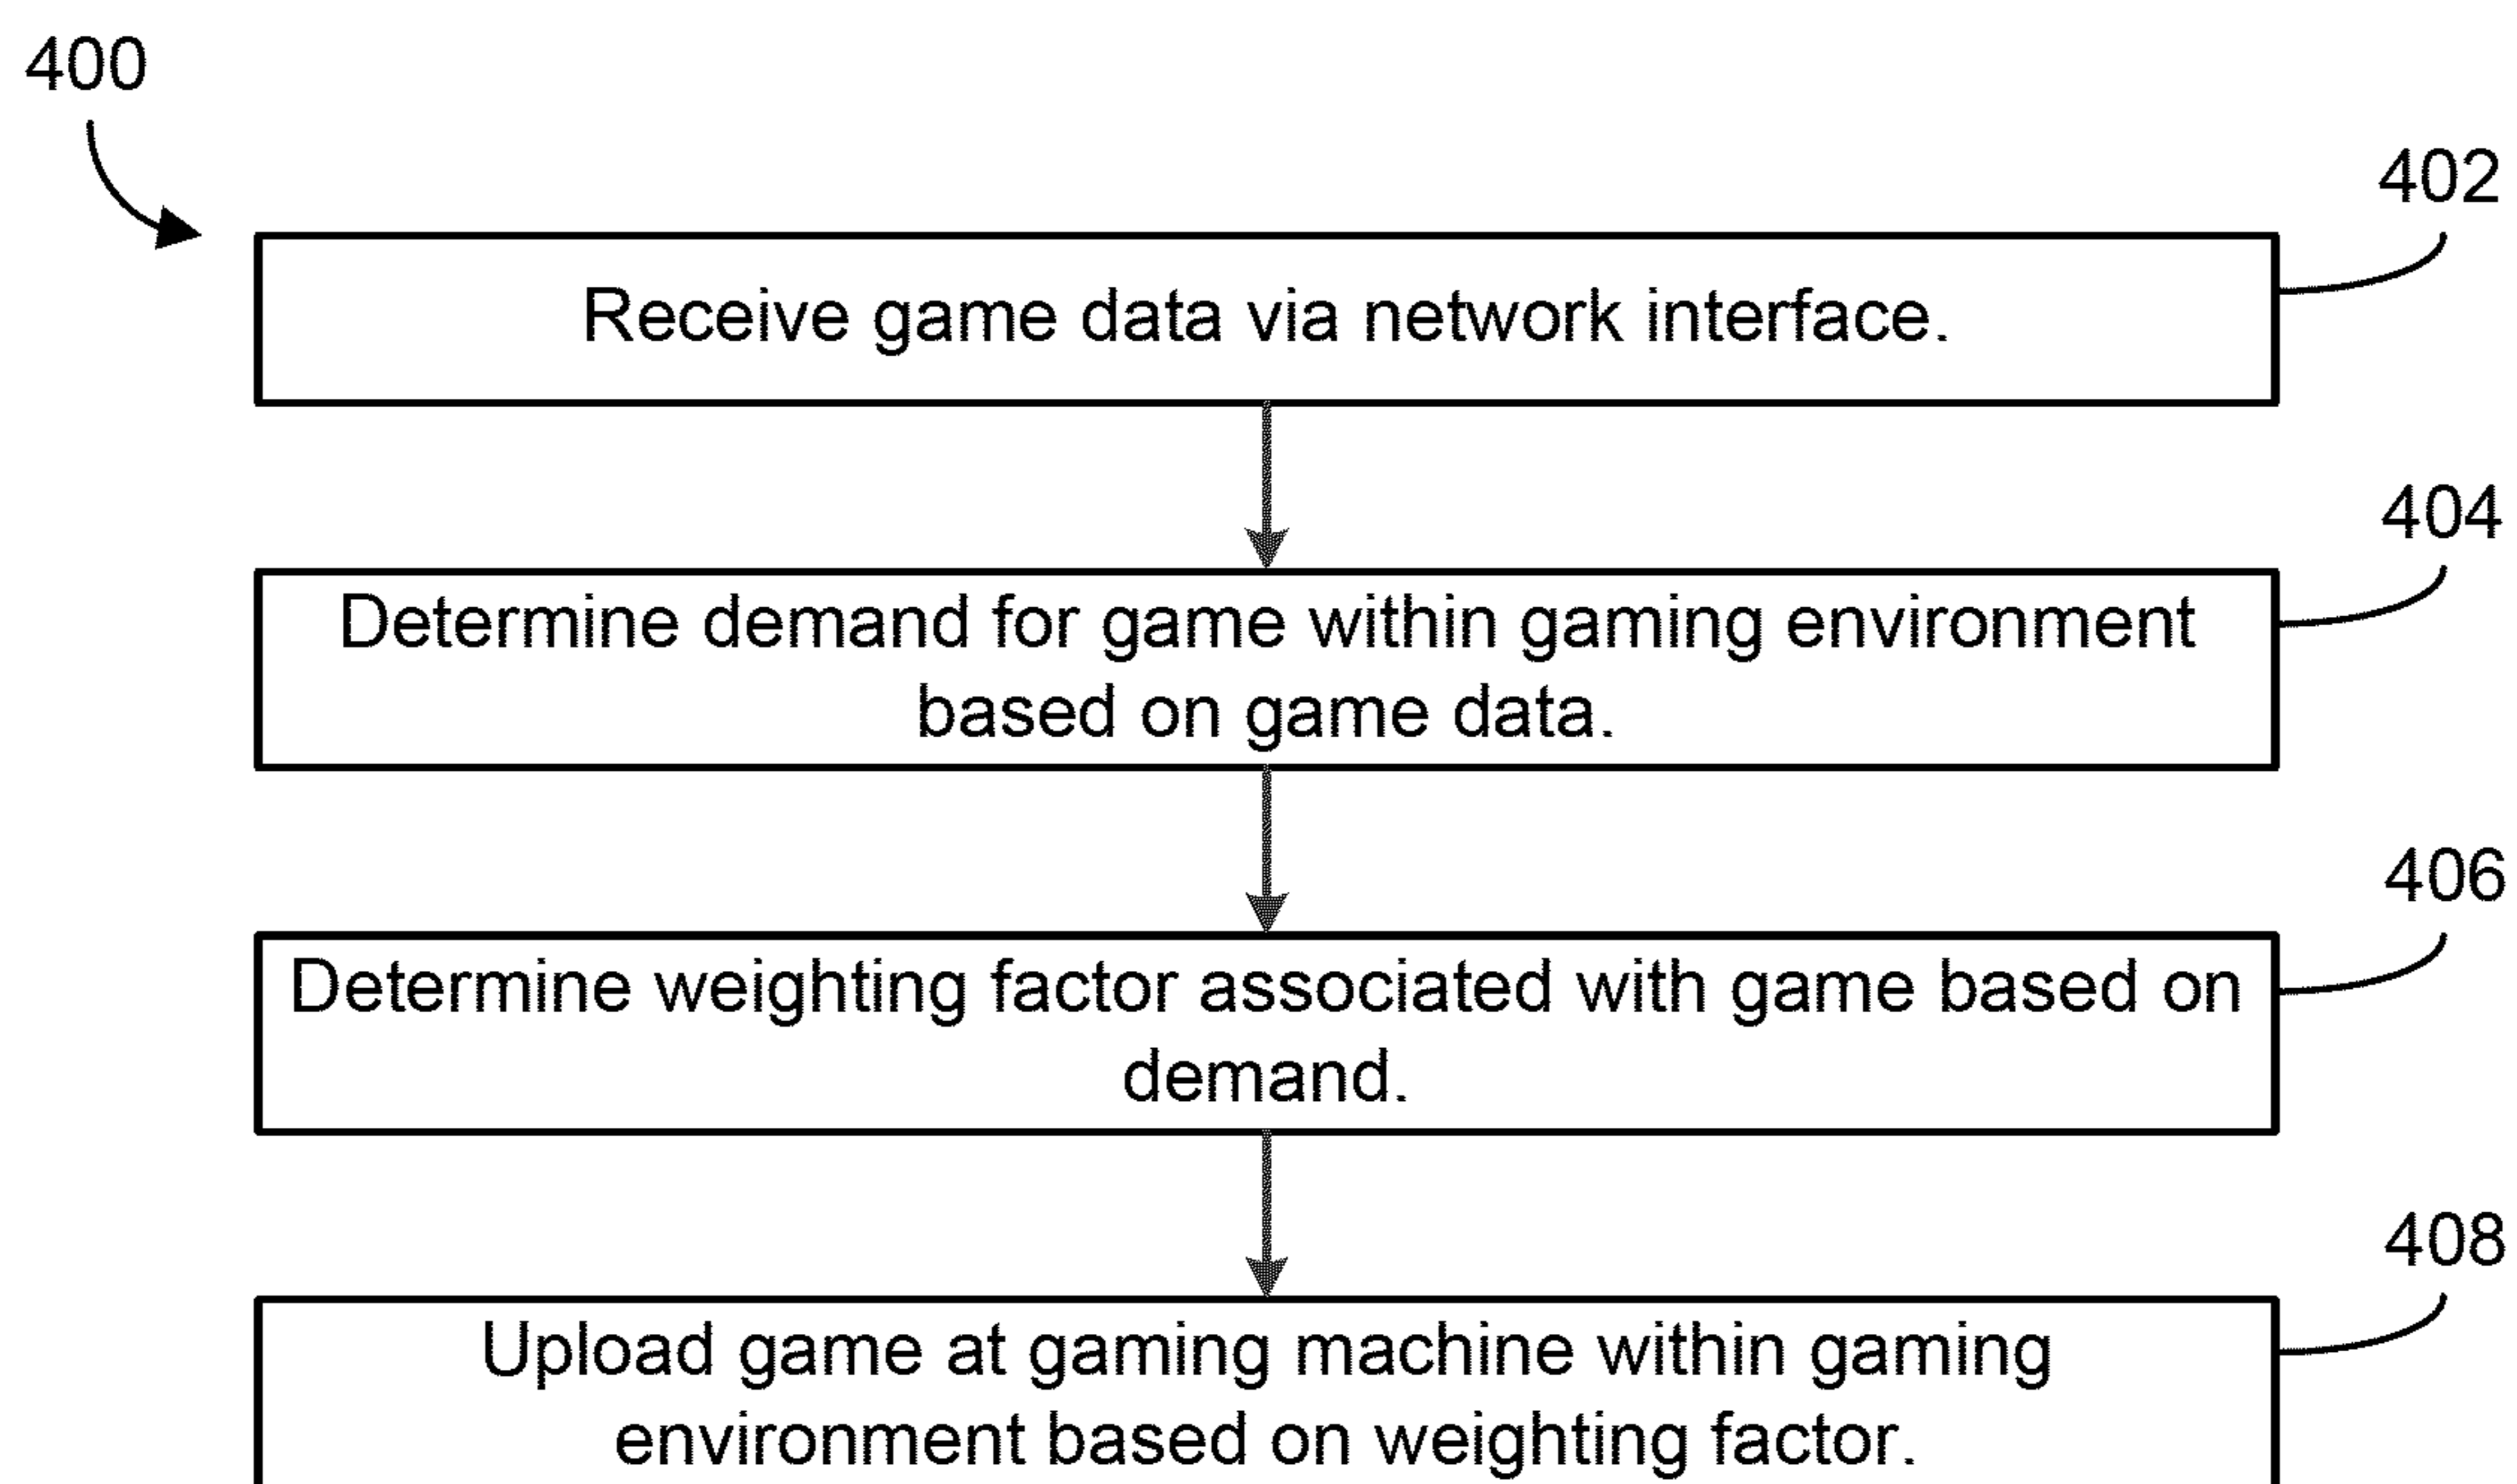 400
402
Receive game data via network interface.
404
Determine demand for game within gaming environment
based on game data.
406
Determine weighting factor associated with game based on
demand.
408
Upload game at gaming machine within gaming
environment based on weighting factor.